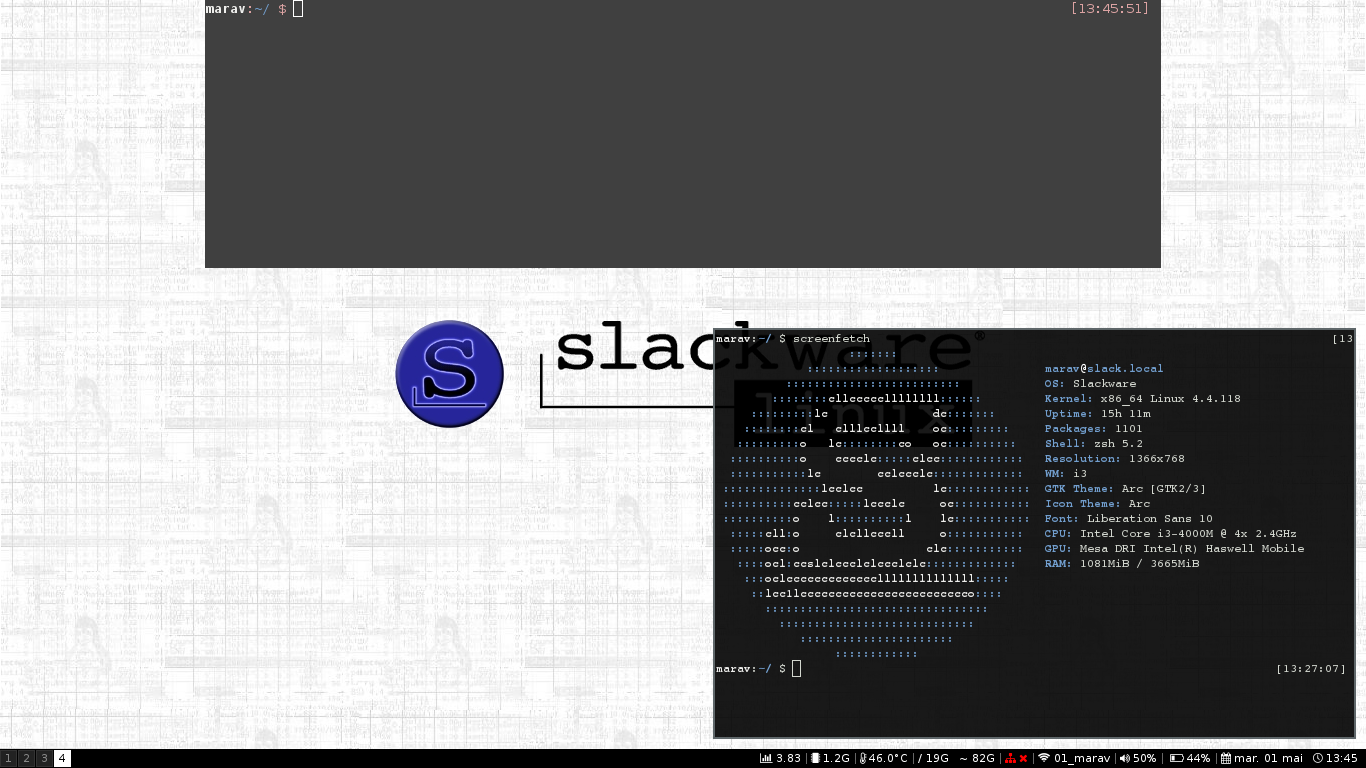 marav:~/ $ [13:45:51]
slackware
linux
marav:~/ $ screenfetch [13
marav@slack.local
OS: Slackware
Kernel: x86_64 Linux 4.4.118
Uptime: 15h 11m
Packages: 1101
Shell: zsh 5.2
Resolution: 1366x768
WM: i3
GTK Theme: Arc [GTK2/3]
Icon Theme: Arc
Font: Liberation Sans 10
CPU: Intel Core i3-4000M @ 4x 2.4GHz
GPU: Mesa DRI Intel(R) Haswell Mobile
RAM: 1081MiB / 3665MiB
marav:~/ $ [13:27:07]
1 2 3 4 3.83 1.2G 46.0°C / 19G ~ 82G 01_marav 50% 44% mar. 01 mai 13:45